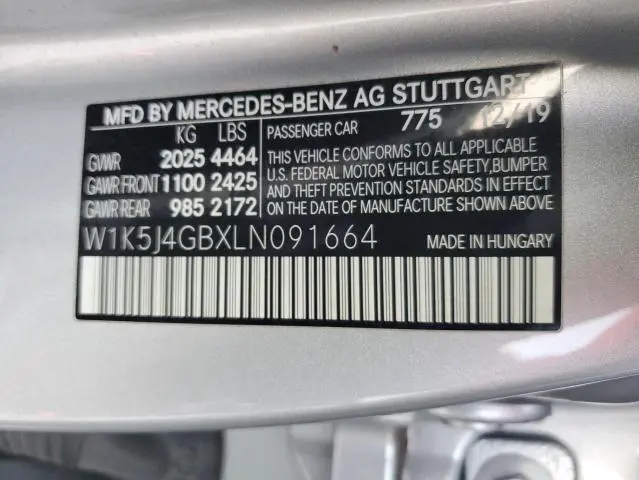 MFD BY MERCEDES-BENZ AG STUTTGART
KG LBS
PASSENGER CAR 775 12/19
GVWR 2025 4464
GAWR FRONT 1100 2425
GAWR REAR 985 2172
THIS VEHICLE CONFORMS TO ALL APPLICABLE
U.S. FEDERAL MOTOR VEHICLE SAFETY, BUMPER
AND THEFT PREVENTION STANDARDS IN EFFECT
ON THE DATE OF MANUFACTURE SHOWN ABOVE
W1K5J4GBXLN091664
MADE IN HUNGARY